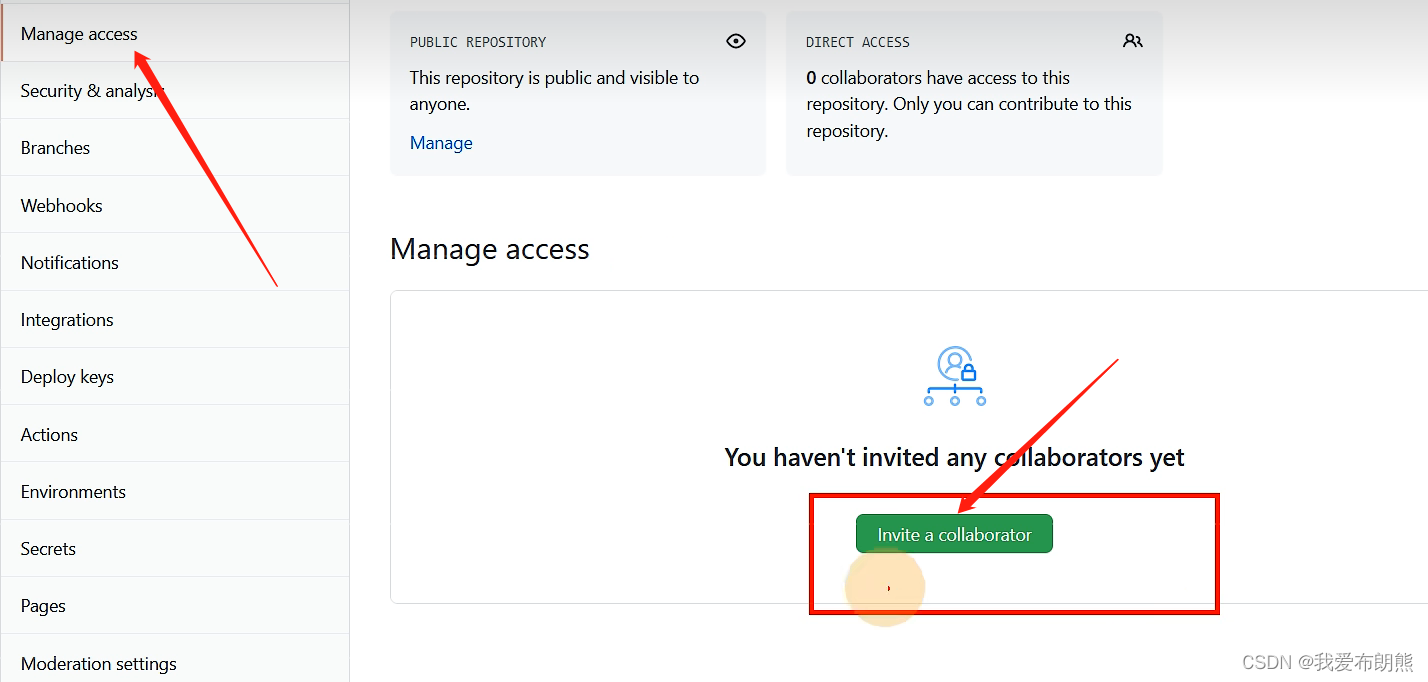 Manage access
Security & analysis
Branches
Webhooks
Notifications
Integrations
Deploy keys
Actions
Environments
Secrets
Pages
Moderation settings
PUBLIC REPOSITORY
This repository is public and visible to
anyone.
Manage
DIRECT ACCESS
0 collaborators have access to this
repository. Only you can contribute to this
repository.
Manage access
You haven't invited any collaborators yet
Invite a collaborator
CSDN @我爱布朗熊